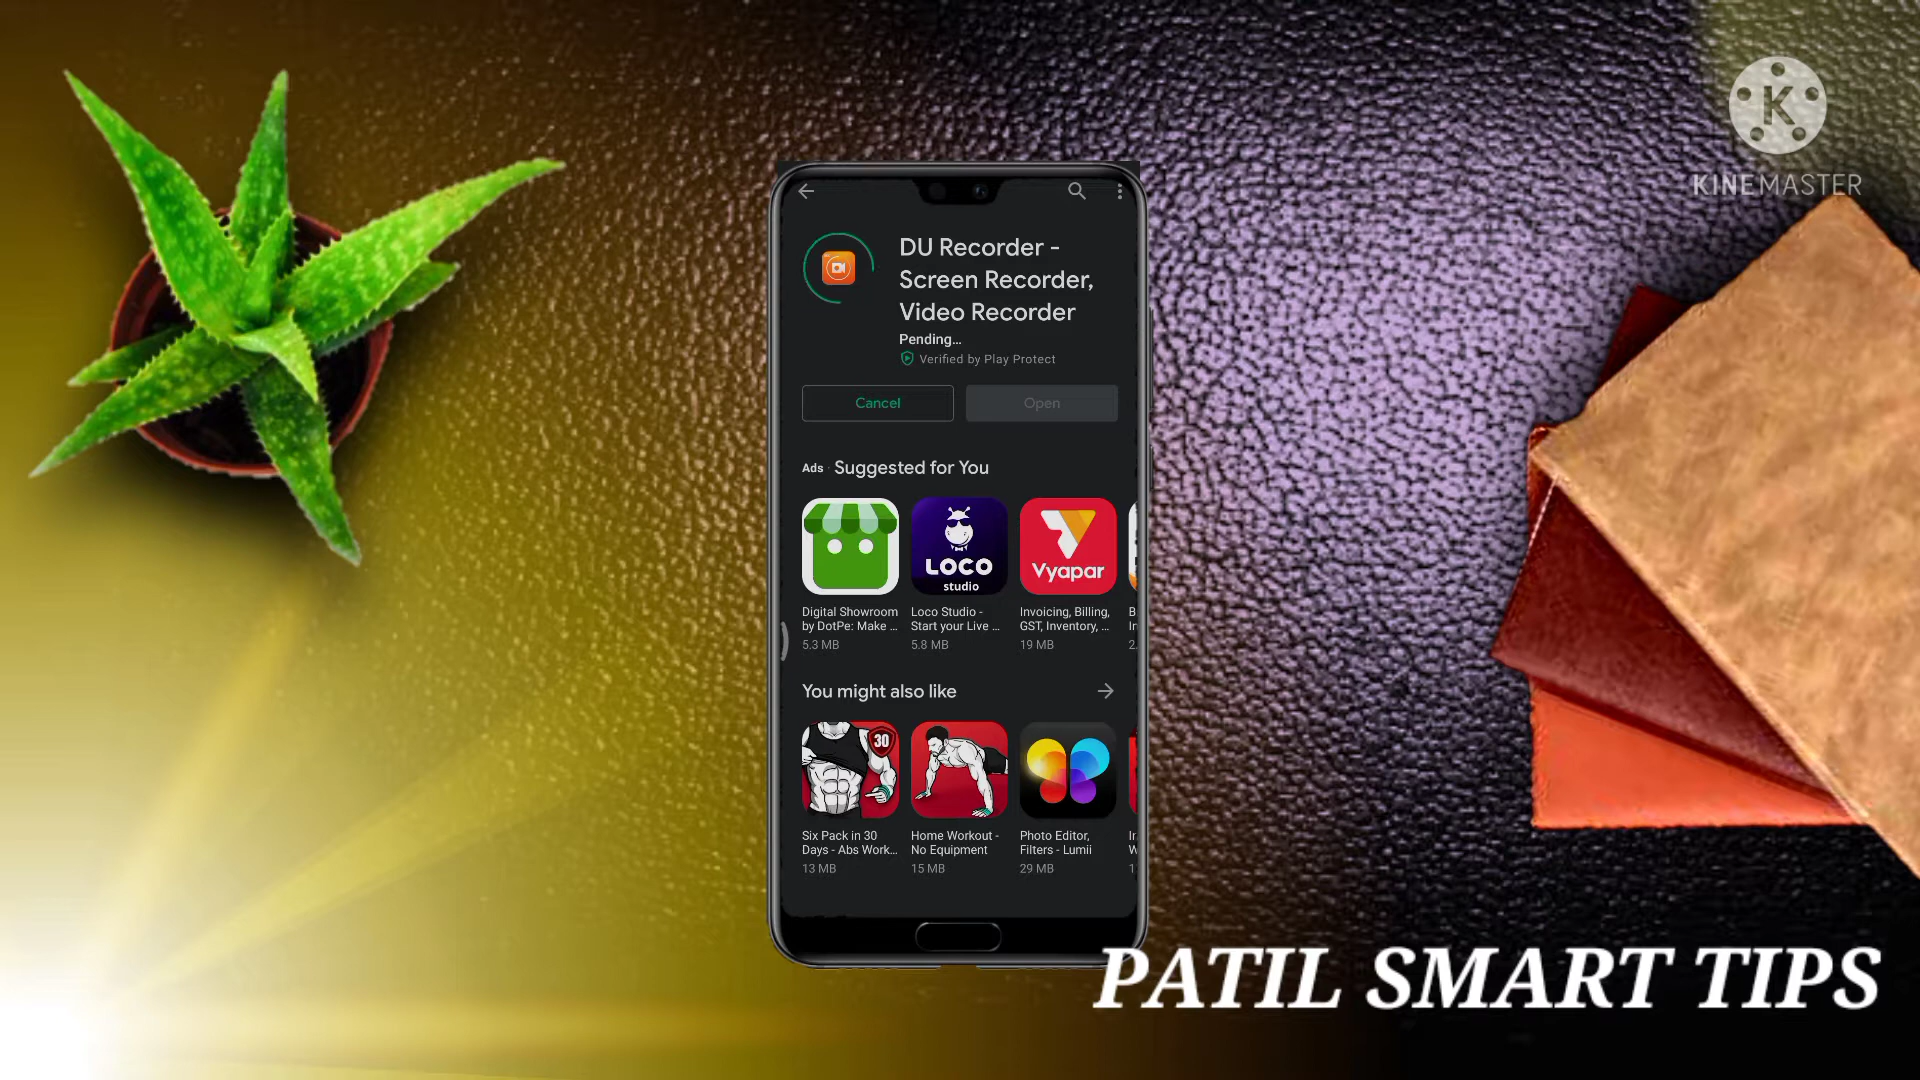 K
KINEMASTER
DU Recorder -
Screen Recorder,
Video Recorder
Pending...
Verified by Play Protect
Cancel
Open
Ads · Suggested for You
LOCO
studio
Vyapar
Digital Showroom
by DotPe: Make ...
5.3 MB
Loco Studio -
Start your Live ...
5.8 MB
Invoicing, Billing,
GST, Inventory, ...
19 MB
You might also like
30
Six Pack in 30
Days - Abs Work...
13 MB
Home Workout -
No Equipment
15 MB
Photo Editor,
Filters - Lumii
29 MB
PATIL SMART TIPS